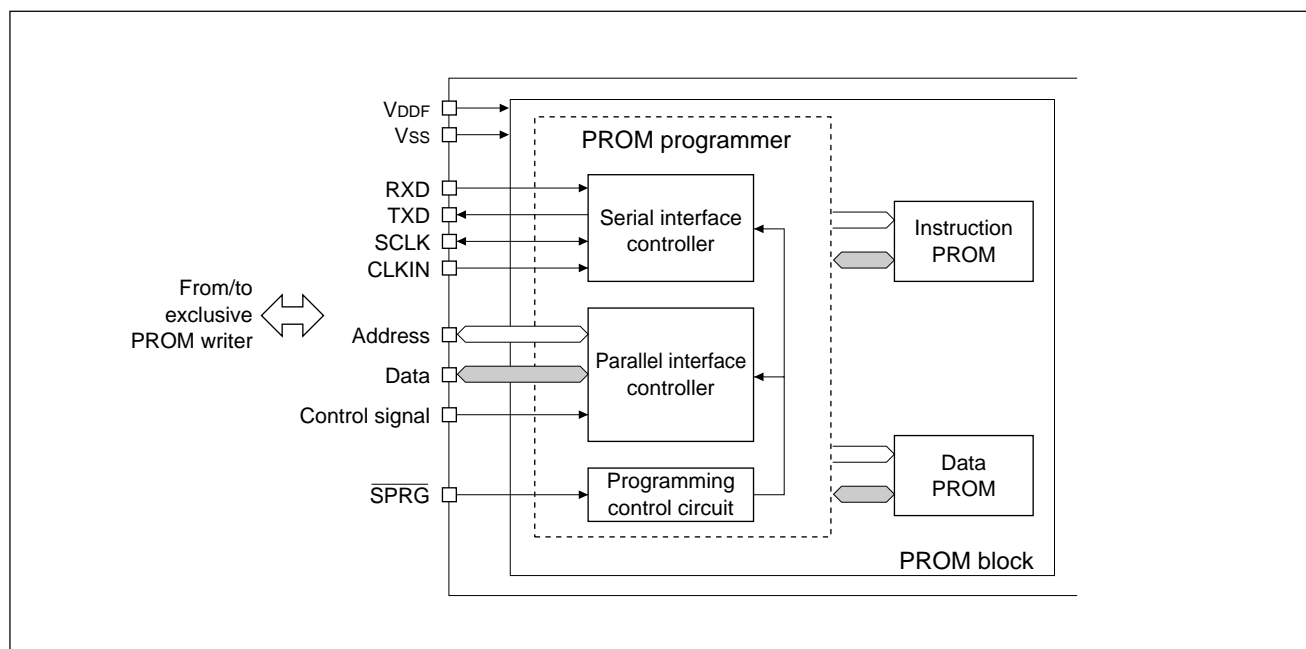 VDDF
VSS
PROM programmer
RXD
TXD
SCLK
CLKIN
Serial interface
controller
Instruction
PROM
From/to
exclusive
PROM writer
Address
Data
Control signal
Parallel interface
controller
SPRG
Programming
control circuit
Data
PROM
PROM block